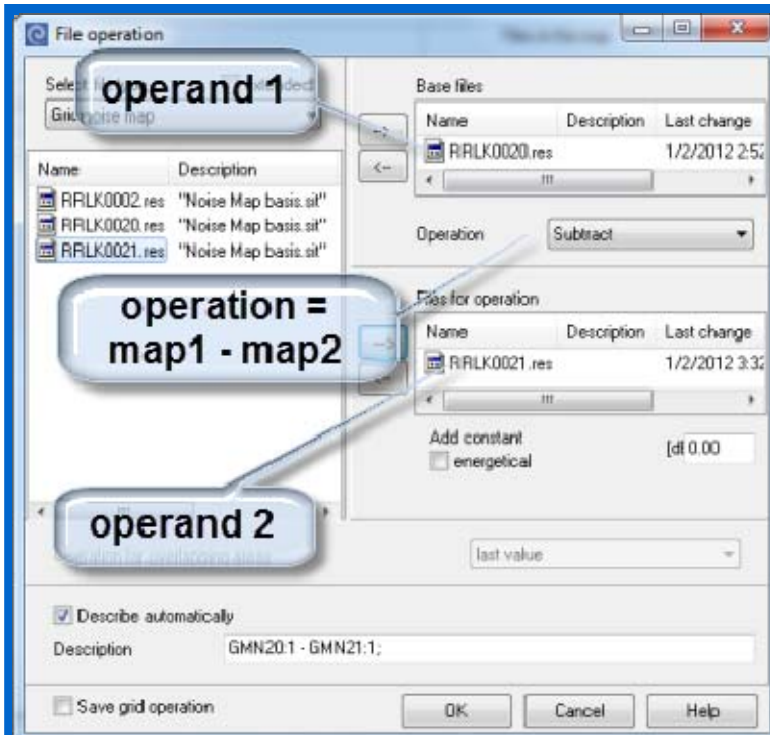 File operation
operand 1
Grid noise map
Name Description
RRLK0002.res "Noise Map basis.sit"
RRLK0020.res "Noise Map basis.sit"
RRLK0021.res "Noise Map basis.sit"
-->
<--
Base files
Name Description Last change
RRLK0020.res 1/2/2012 2:52
Operation Subtract
operation =
map1 - map2
Files for operation
Name Description Last change
RRLK0021.res 1/2/2012 3:32
-->
<--
Add constant
energetical
[dB 0.00
operand 2
last value
Describe automatically
Description GMN20:1 - GMN21:1;
Save grid operation
OK Cancel Help